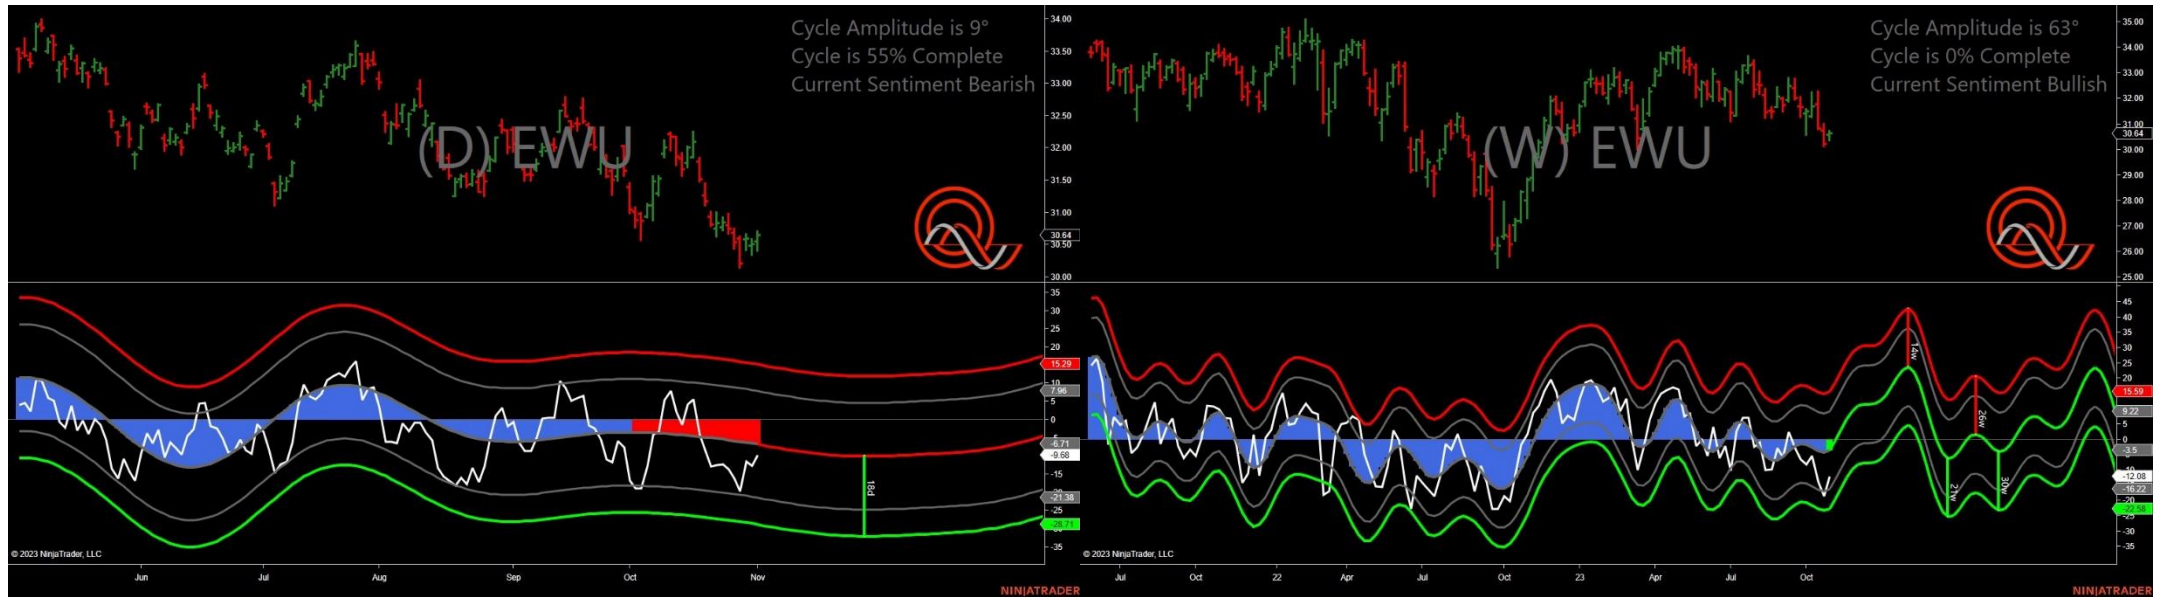 Cycle Amplitude is 9°
Cycle is 55% Complete
Current Sentiment Bearish
(D) EWU
34.00
33.50
33.00
32.50
32.00
31.50
31.00
30.64
30.50
30.00
35
30
25
20
15.29
10
7.96
5
0
-6.71
-9.68
-15
-21.38
-25
-28.71
-35
18d
© 2023 NinjaTrader, LLC
Jun Jul Aug Sep Oct Nov
NINJATRADER
Cycle Amplitude is 63°
Cycle is 0% Complete
Current Sentiment Bullish
(W) EWU
35.00
34.00
33.00
32.00
31.00
30.64
30.00
29.00
28.00
27.00
26.00
25.00
45
40
35
30
25
20
15.59
9.22
5
0
-3.5
-12.08
-16.22
-20
-22.58
-30
-35
14w
26w
21w
30w
© 2023 NinjaTrader, LLC
Jul Oct 22 Apr Jul Oct 23 Apr Jul Oct
NINJATRADER